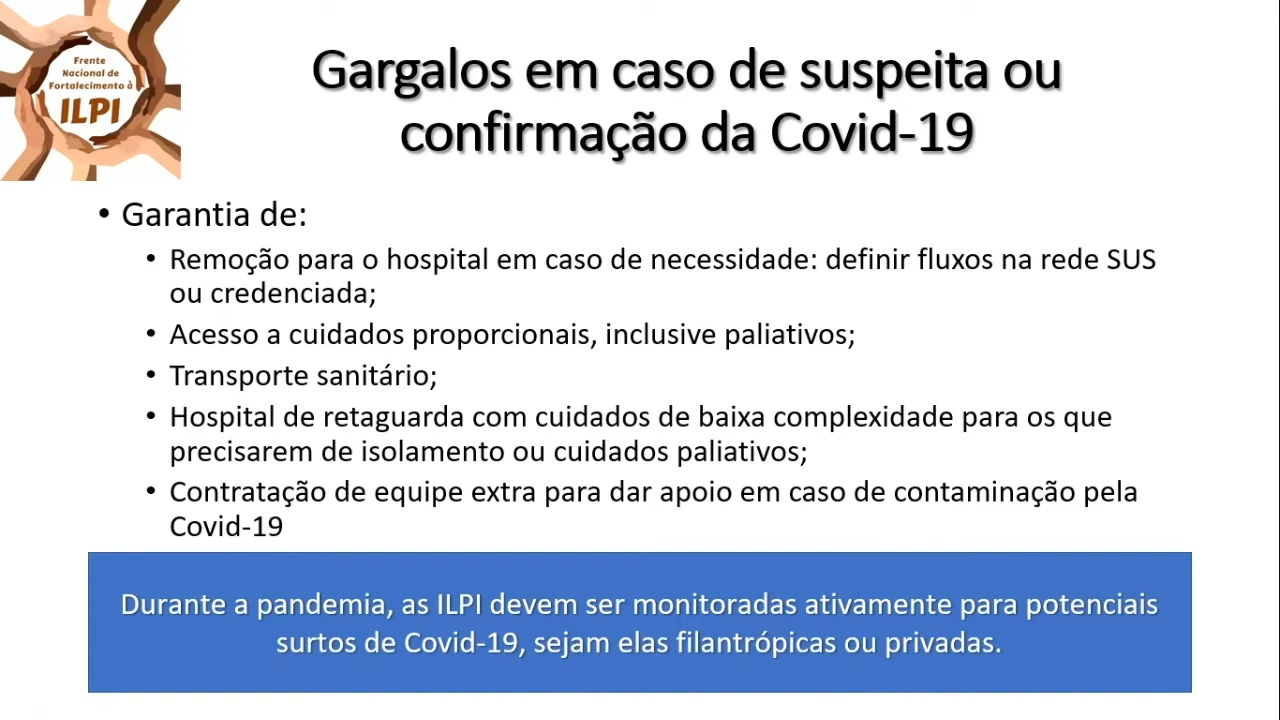 Frente
Nacional de
Fortalecimento à
ILPI
Gargalos em caso de suspeita ou
confirmação da Covid-19
• Garantia de:
• Remoção para o hospital em caso de necessidade: definir fluxos na rede SUS
ou credenciada;
• Acesso a cuidados proporcionais, inclusive paliativos;
• Transporte sanitário;
• Hospital de retaguarda com cuidados de baixa complexidade para os que
precisarem de isolamento ou cuidados paliativos;
• Contratação de equipe extra para dar apoio em caso de contaminação pela
Covid-19
Durante a pandemia, as ILPI devem ser monitoradas ativamente para potenciais
surtos de Covid-19, sejam elas filantrópicas ou privadas.